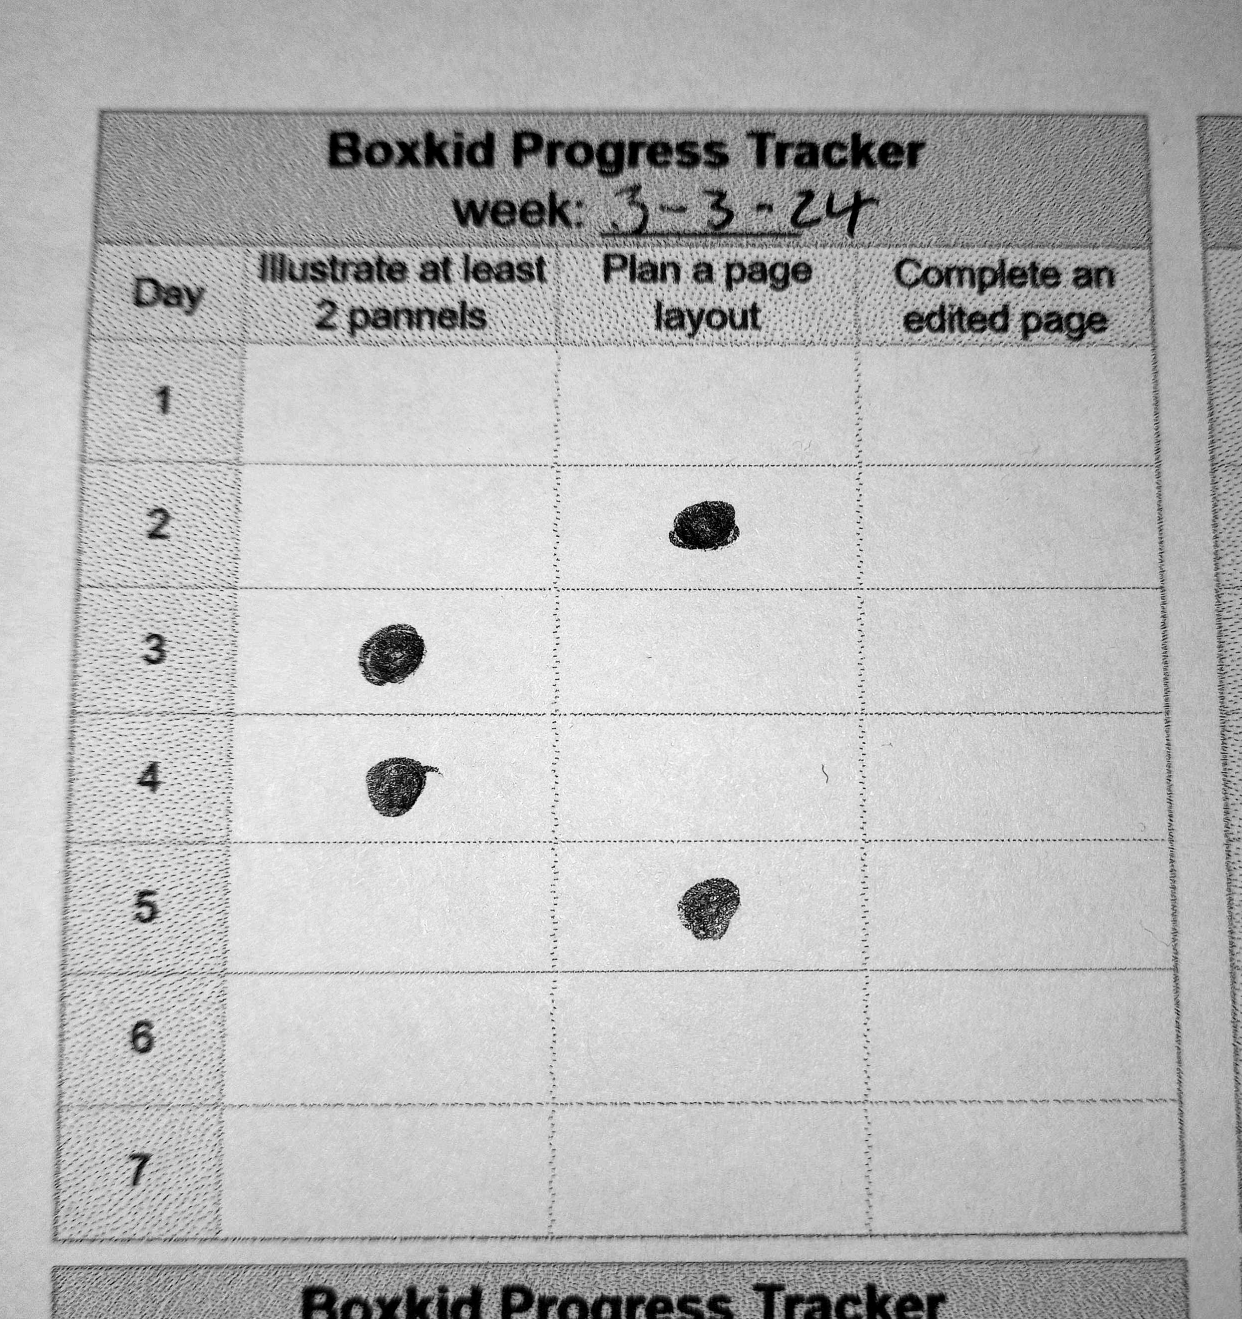 Boxkid Progress Tracker
week: 3-3-24
Day
Illustrate at least
2 pannels
Plan a page
layout
Complete an
edited page
1
2
3
4
5
6
7
Boxkid Progress Tracker